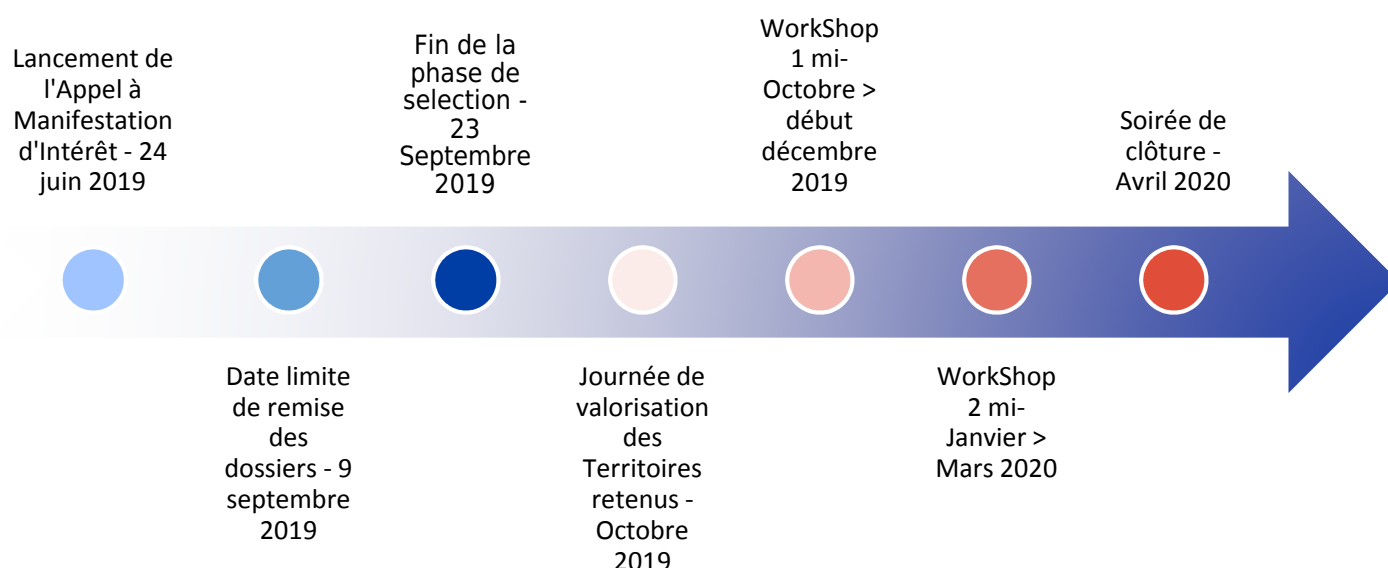 Lancement de
l'Appel à
Manifestation
d'Intérêt - 24
juin 2019
Date limite
de remise
des
dossiers - 9
septembre
2019
Fin de la
phase de
selection -
23
Septembre
2019
Journée de
valorisation
des
Territoires
retenus -
Octobre
2019
WorkShop
1 mi-
Octobre >
début
décembre
2019
WorkShop
2 mi-
Janvier >
Mars 2020
Soirée de
clôture -
Avril 2020